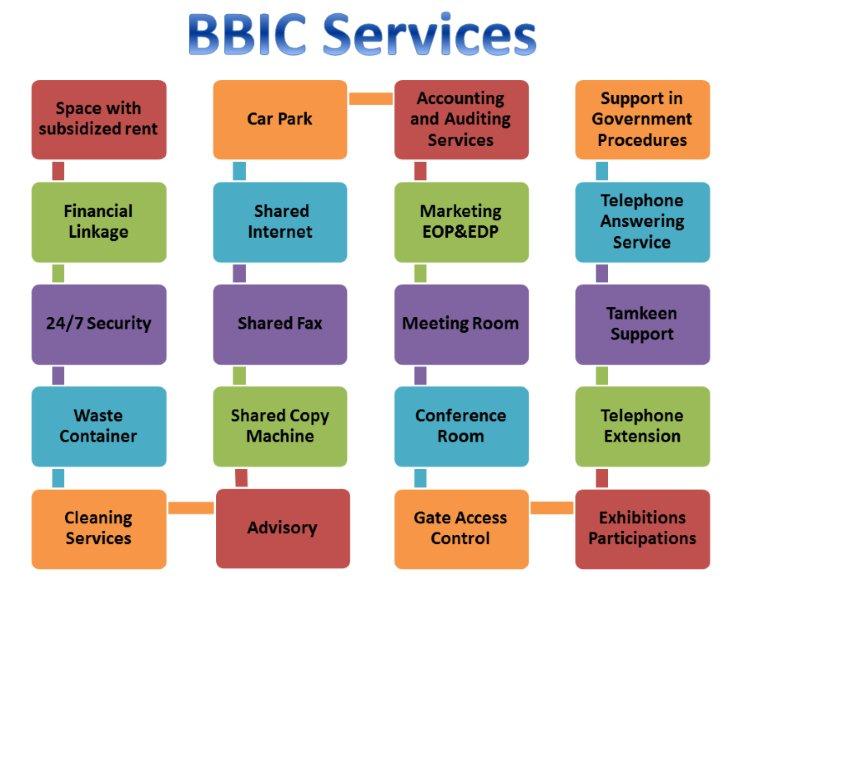 BBIC Services
Space with
subsidized rent
Financial
Linkage
24/7 Security
Waste
Container
Cleaning
Services
Advisory
Shared Copy
Machine
Shared Fax
Shared
Internet
Car Park
Accounting
and Auditing
Services
Marketing
EOP&EDP
Meeting Room
Conference
Room
Gate Access
Control
Exhibitions
Participations
Telephone
Extension
Tamkeen
Support
Telephone
Answering
Service
Support in
Government
Procedures